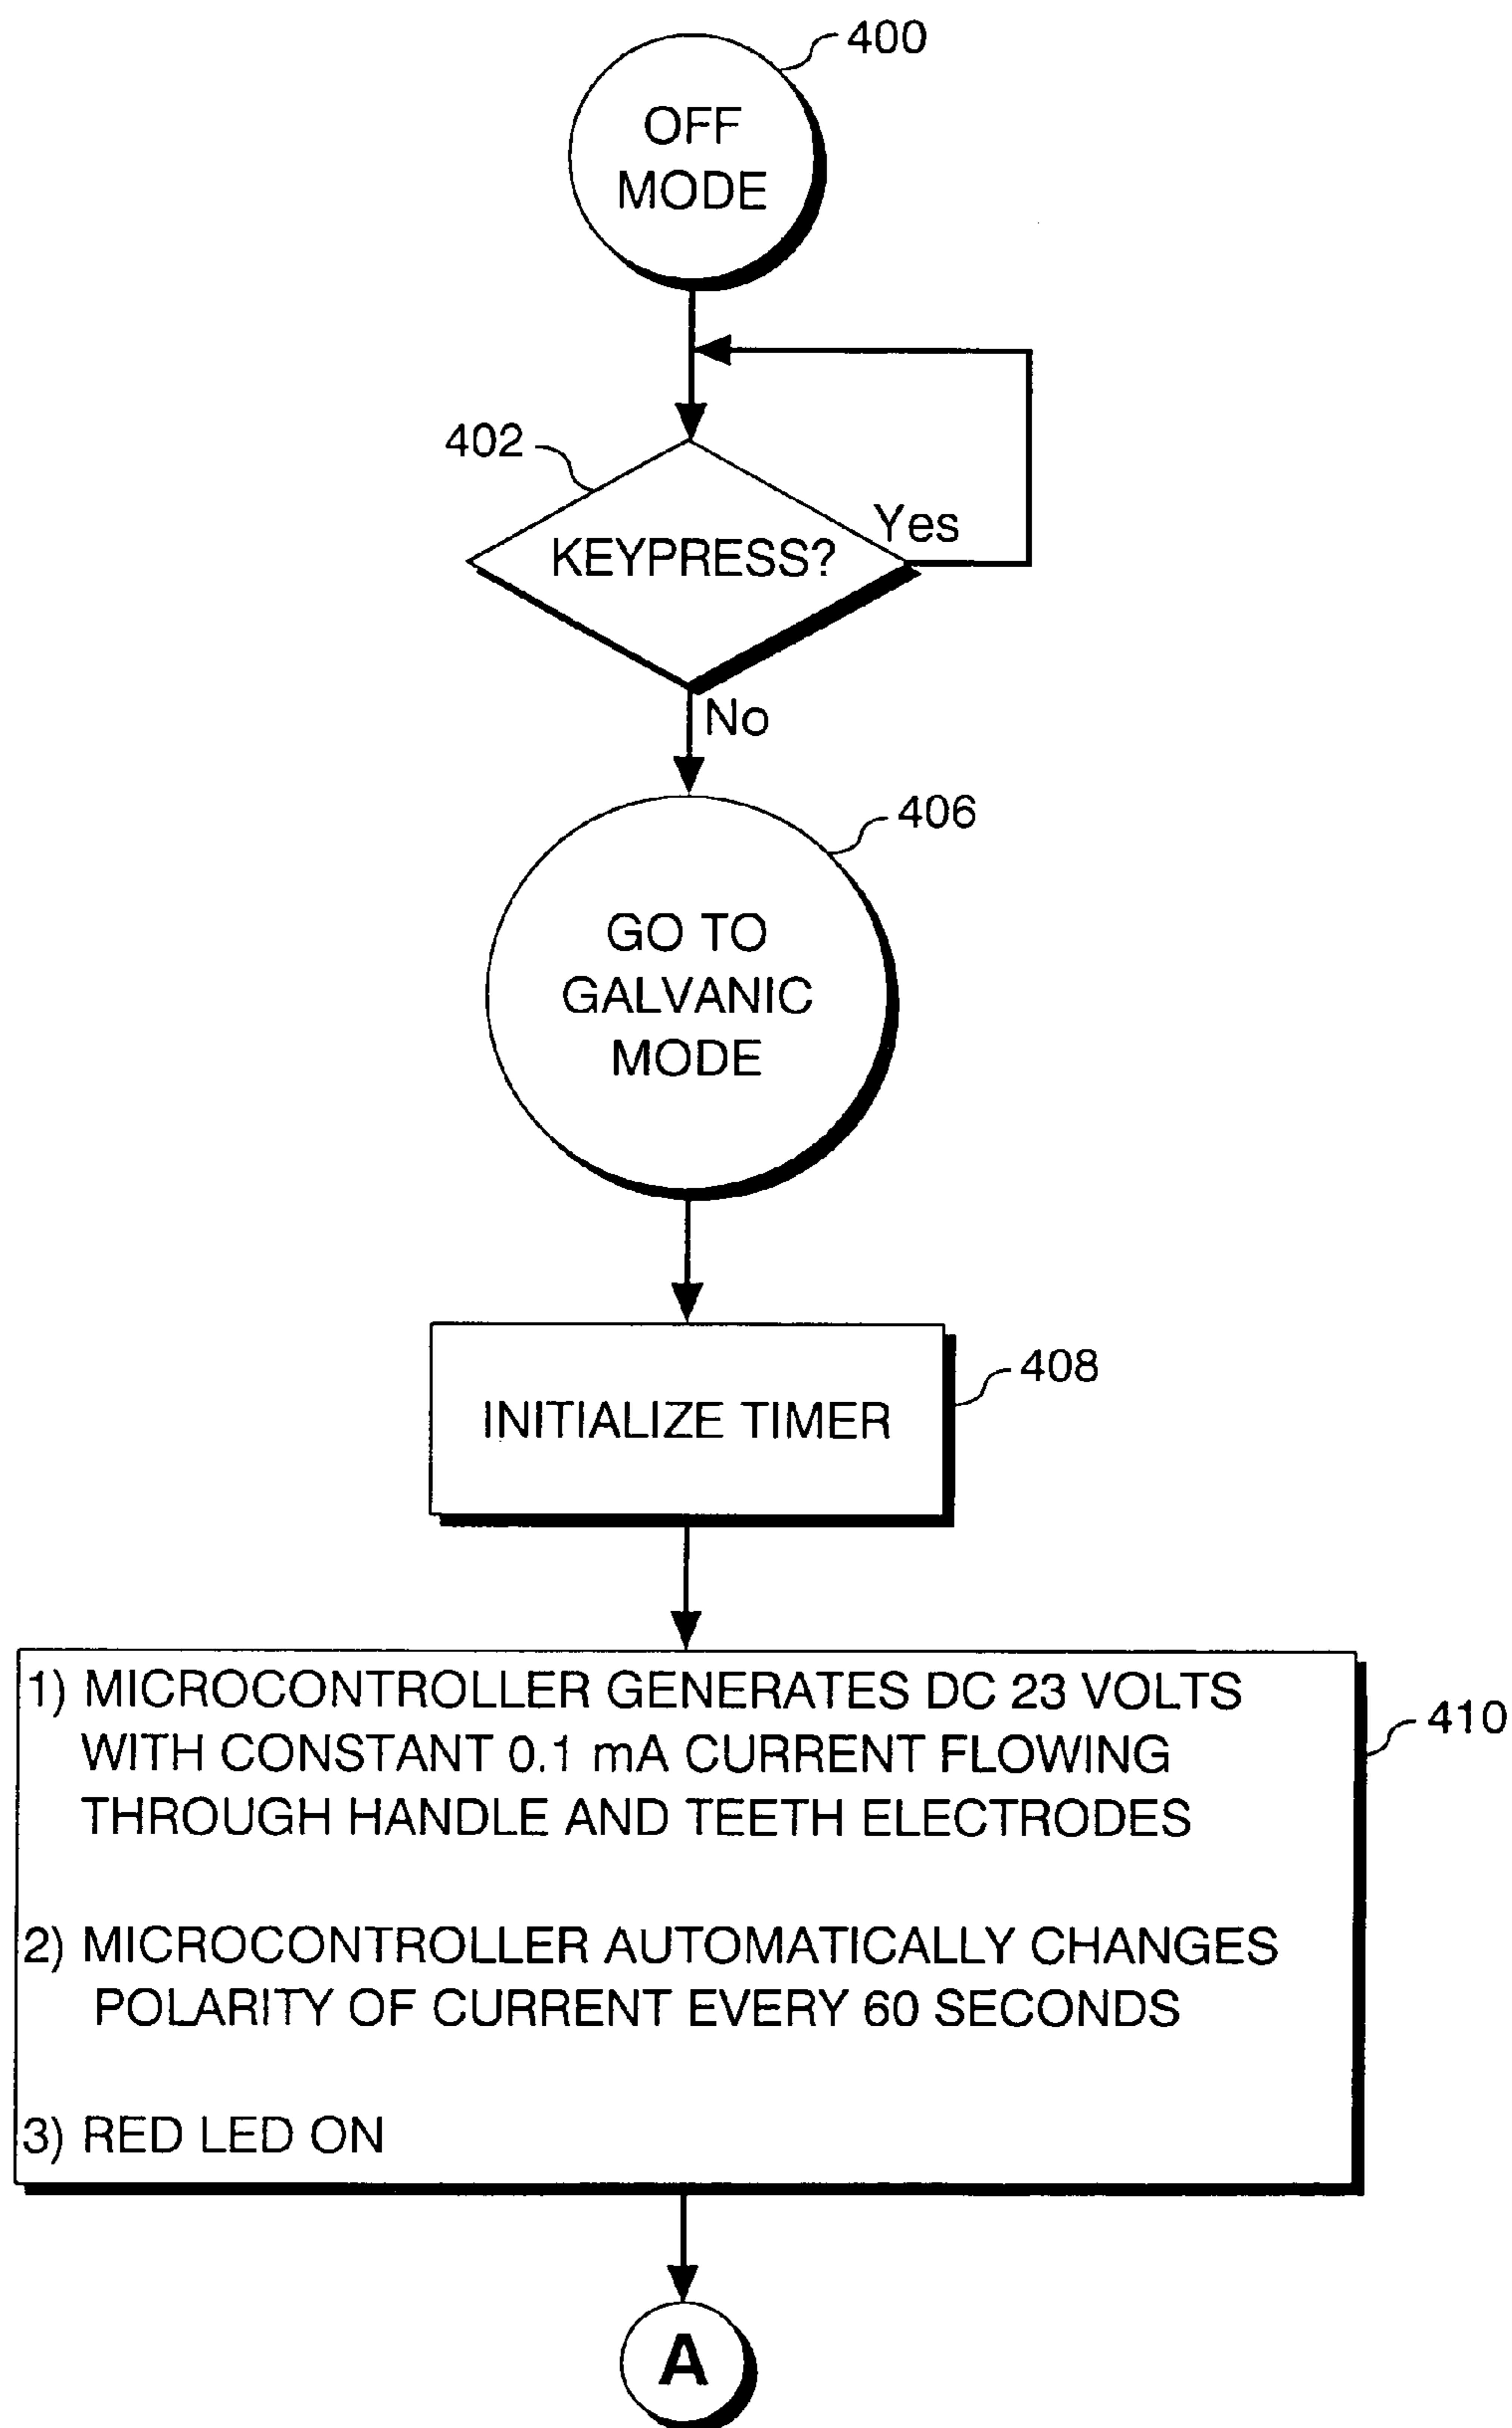 400
OFF
MODE
402
KEYPRESS?
Yes
No
406
GO TO
GALVANIC
MODE
408
INITIALIZE TIMER
410
1) MICROCONTROLLER GENERATES DC 23 VOLTS
WITH CONSTANT 0.1 mA CURRENT FLOWING
THROUGH HANDLE AND TEETH ELECTRODES
2) MICROCONTROLLER AUTOMATICALLY CHANGES
POLARITY OF CURRENT EVERY 60 SECONDS
3) RED LED ON
A